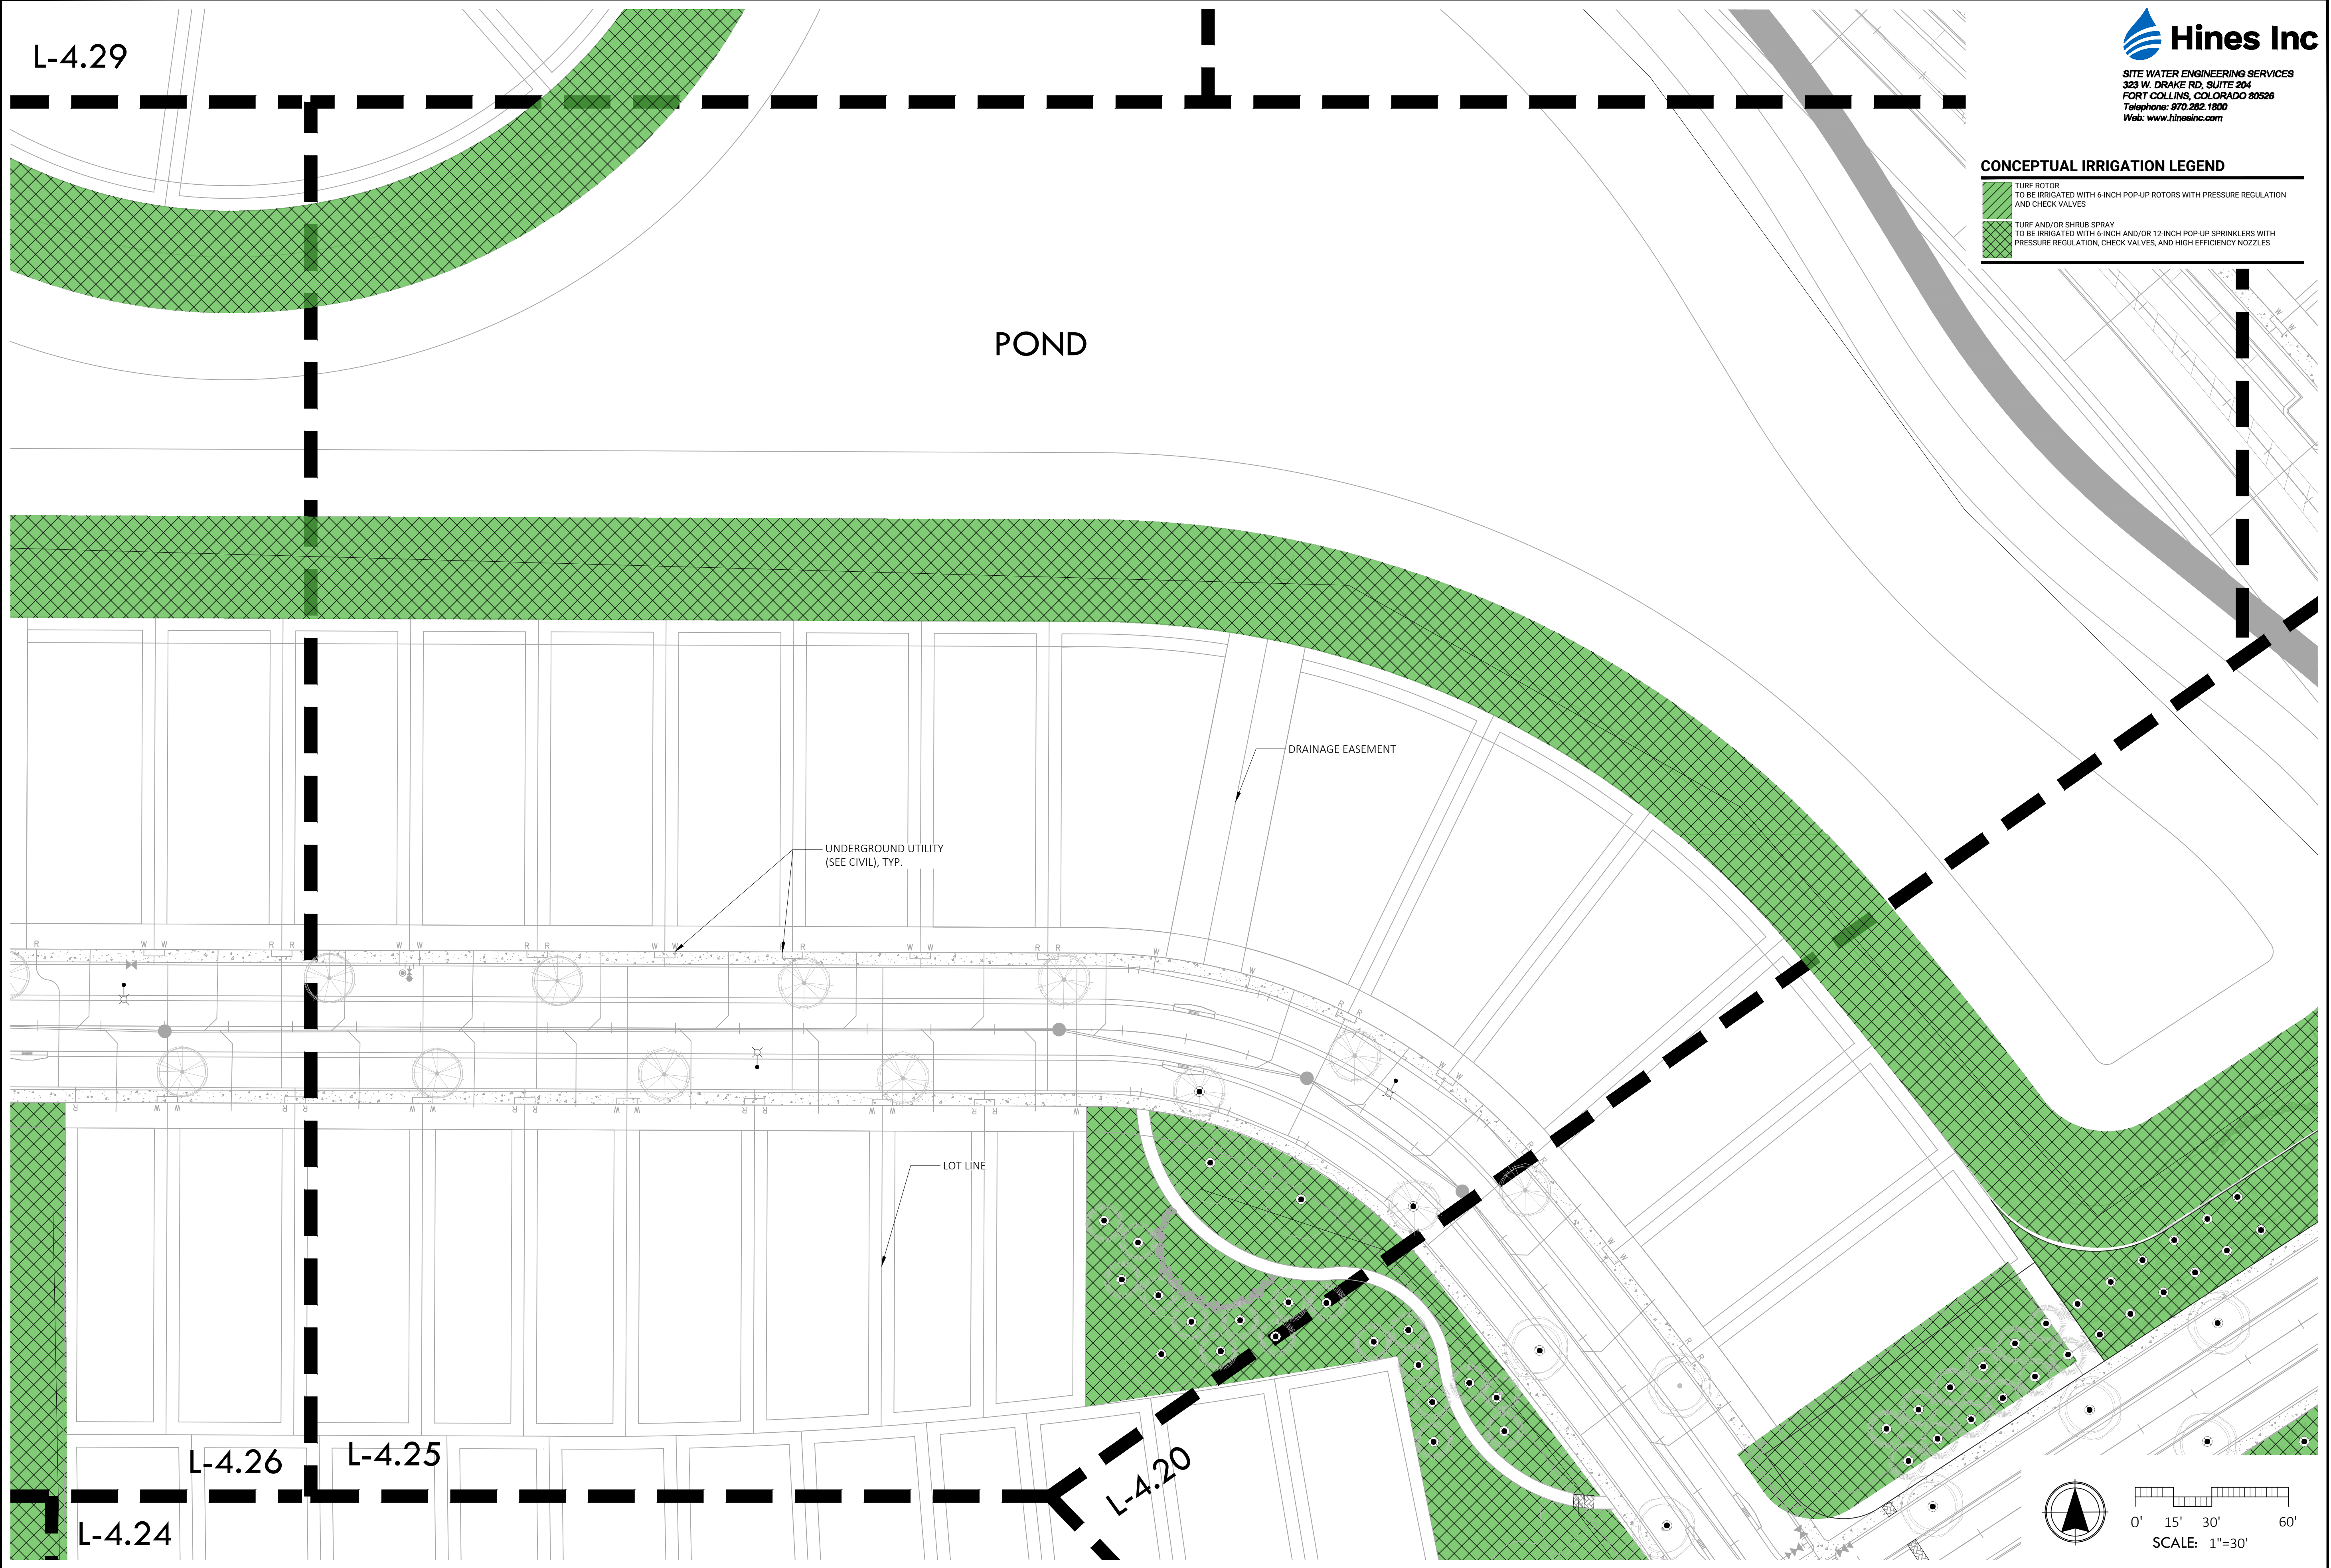 L-4.29
Hines Inc
SITE WATER ENGINEERING SERVICES
323 W. DRAKE RD, SUITE 204
FORT COLLINS, COLORADO 80526
Telephone: 970.282.1800
Web: www.hinesinc.com
CONCEPTUAL IRRIGATION LEGEND
TURF ROTOR
TO BE IRRIGATED WITH 6-INCH POP-UP ROTORS WITH PRESSURE REGULATION
AND CHECK VALVES
TURF AND/OR SHRUB SPRAY
TO BE IRRIGATED WITH 6-INCH AND/OR 12-INCH POP-UP SPRINKLERS WITH
PRESSURE REGULATION, CHECK VALVES, AND HIGH EFFICIENCY NOZZLES
POND
DRAINAGE EASEMENT
UNDERGROUND UTILITY
(SEE CIVIL), TYP.
R W W R R W W R R W W R R W W R R W
W
R R
W W
R R
W W
R R
R W W R R W W R R W W R R W W R R W
LOT LINE
L-4.26
L-4.25
L-4.20
L-4.24
0' 15' 30' 60'
SCALE: 1"=30'